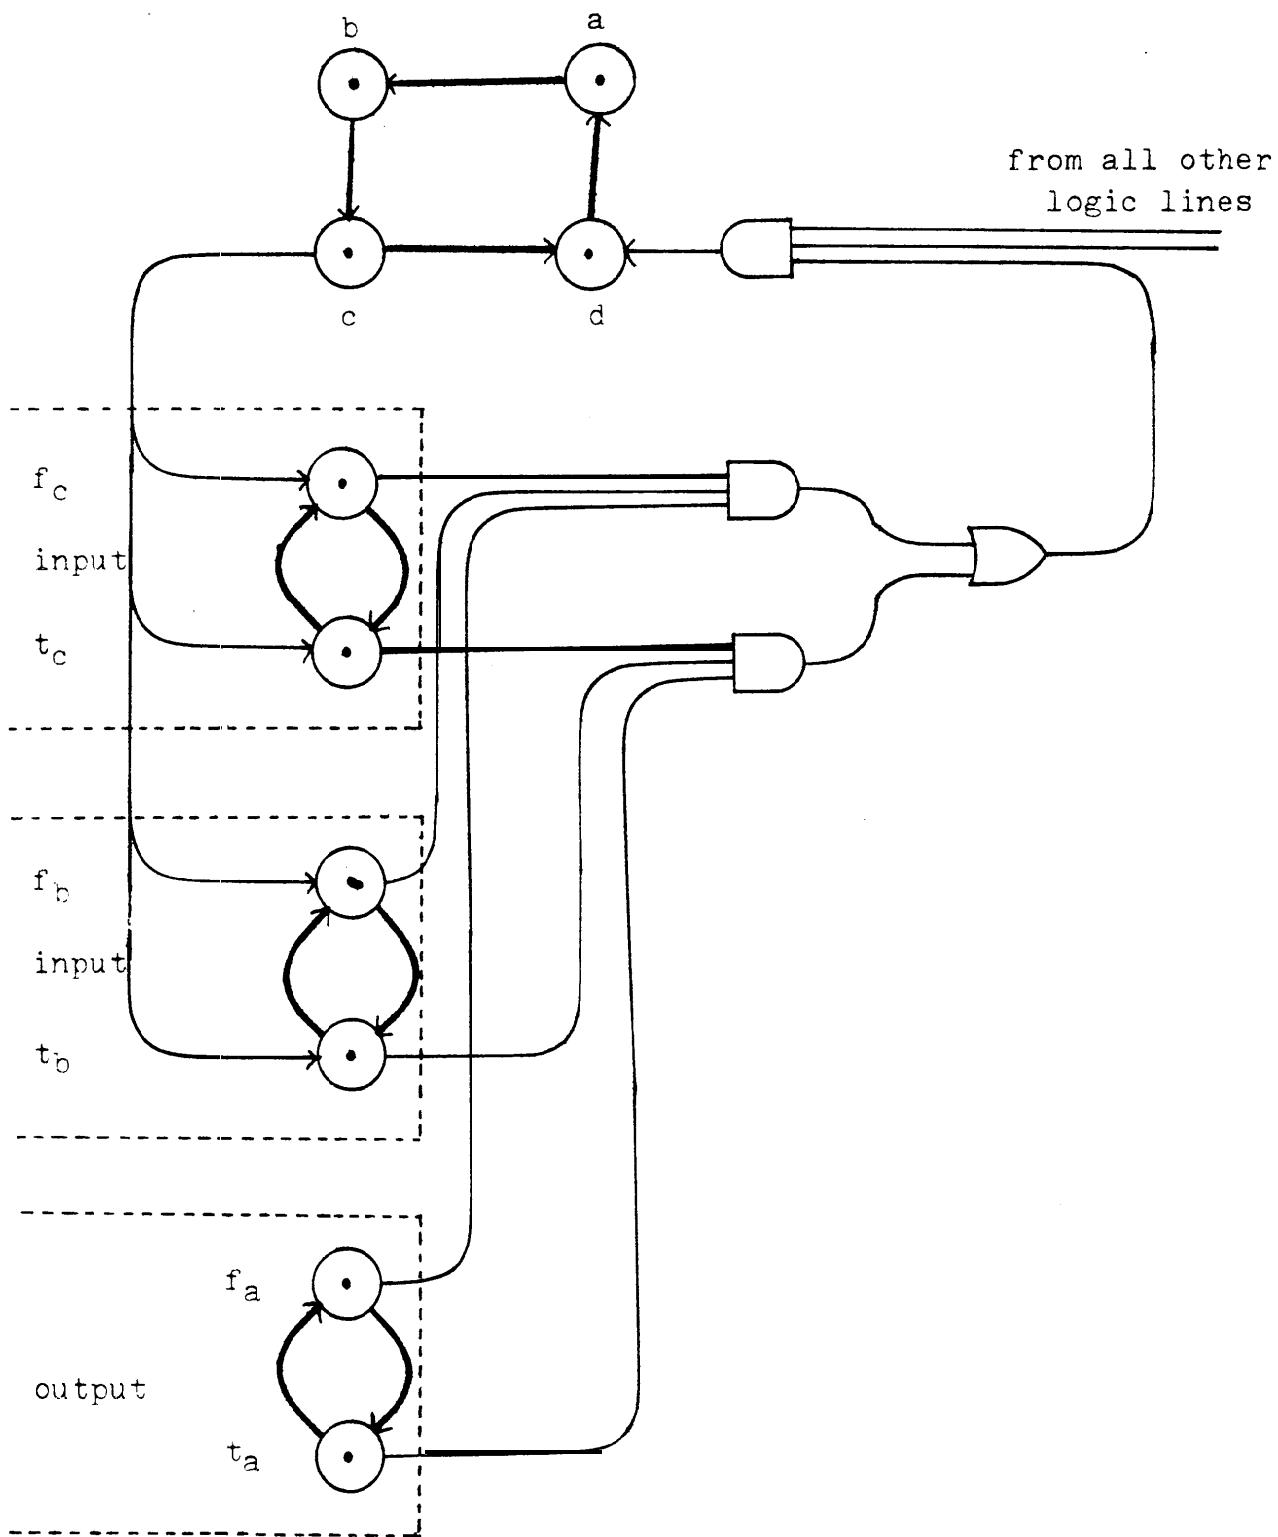 b
a
from all other
logic lines
c
d
f_c
input
t_c
f_b
input
t_b
f_a
output
t_a